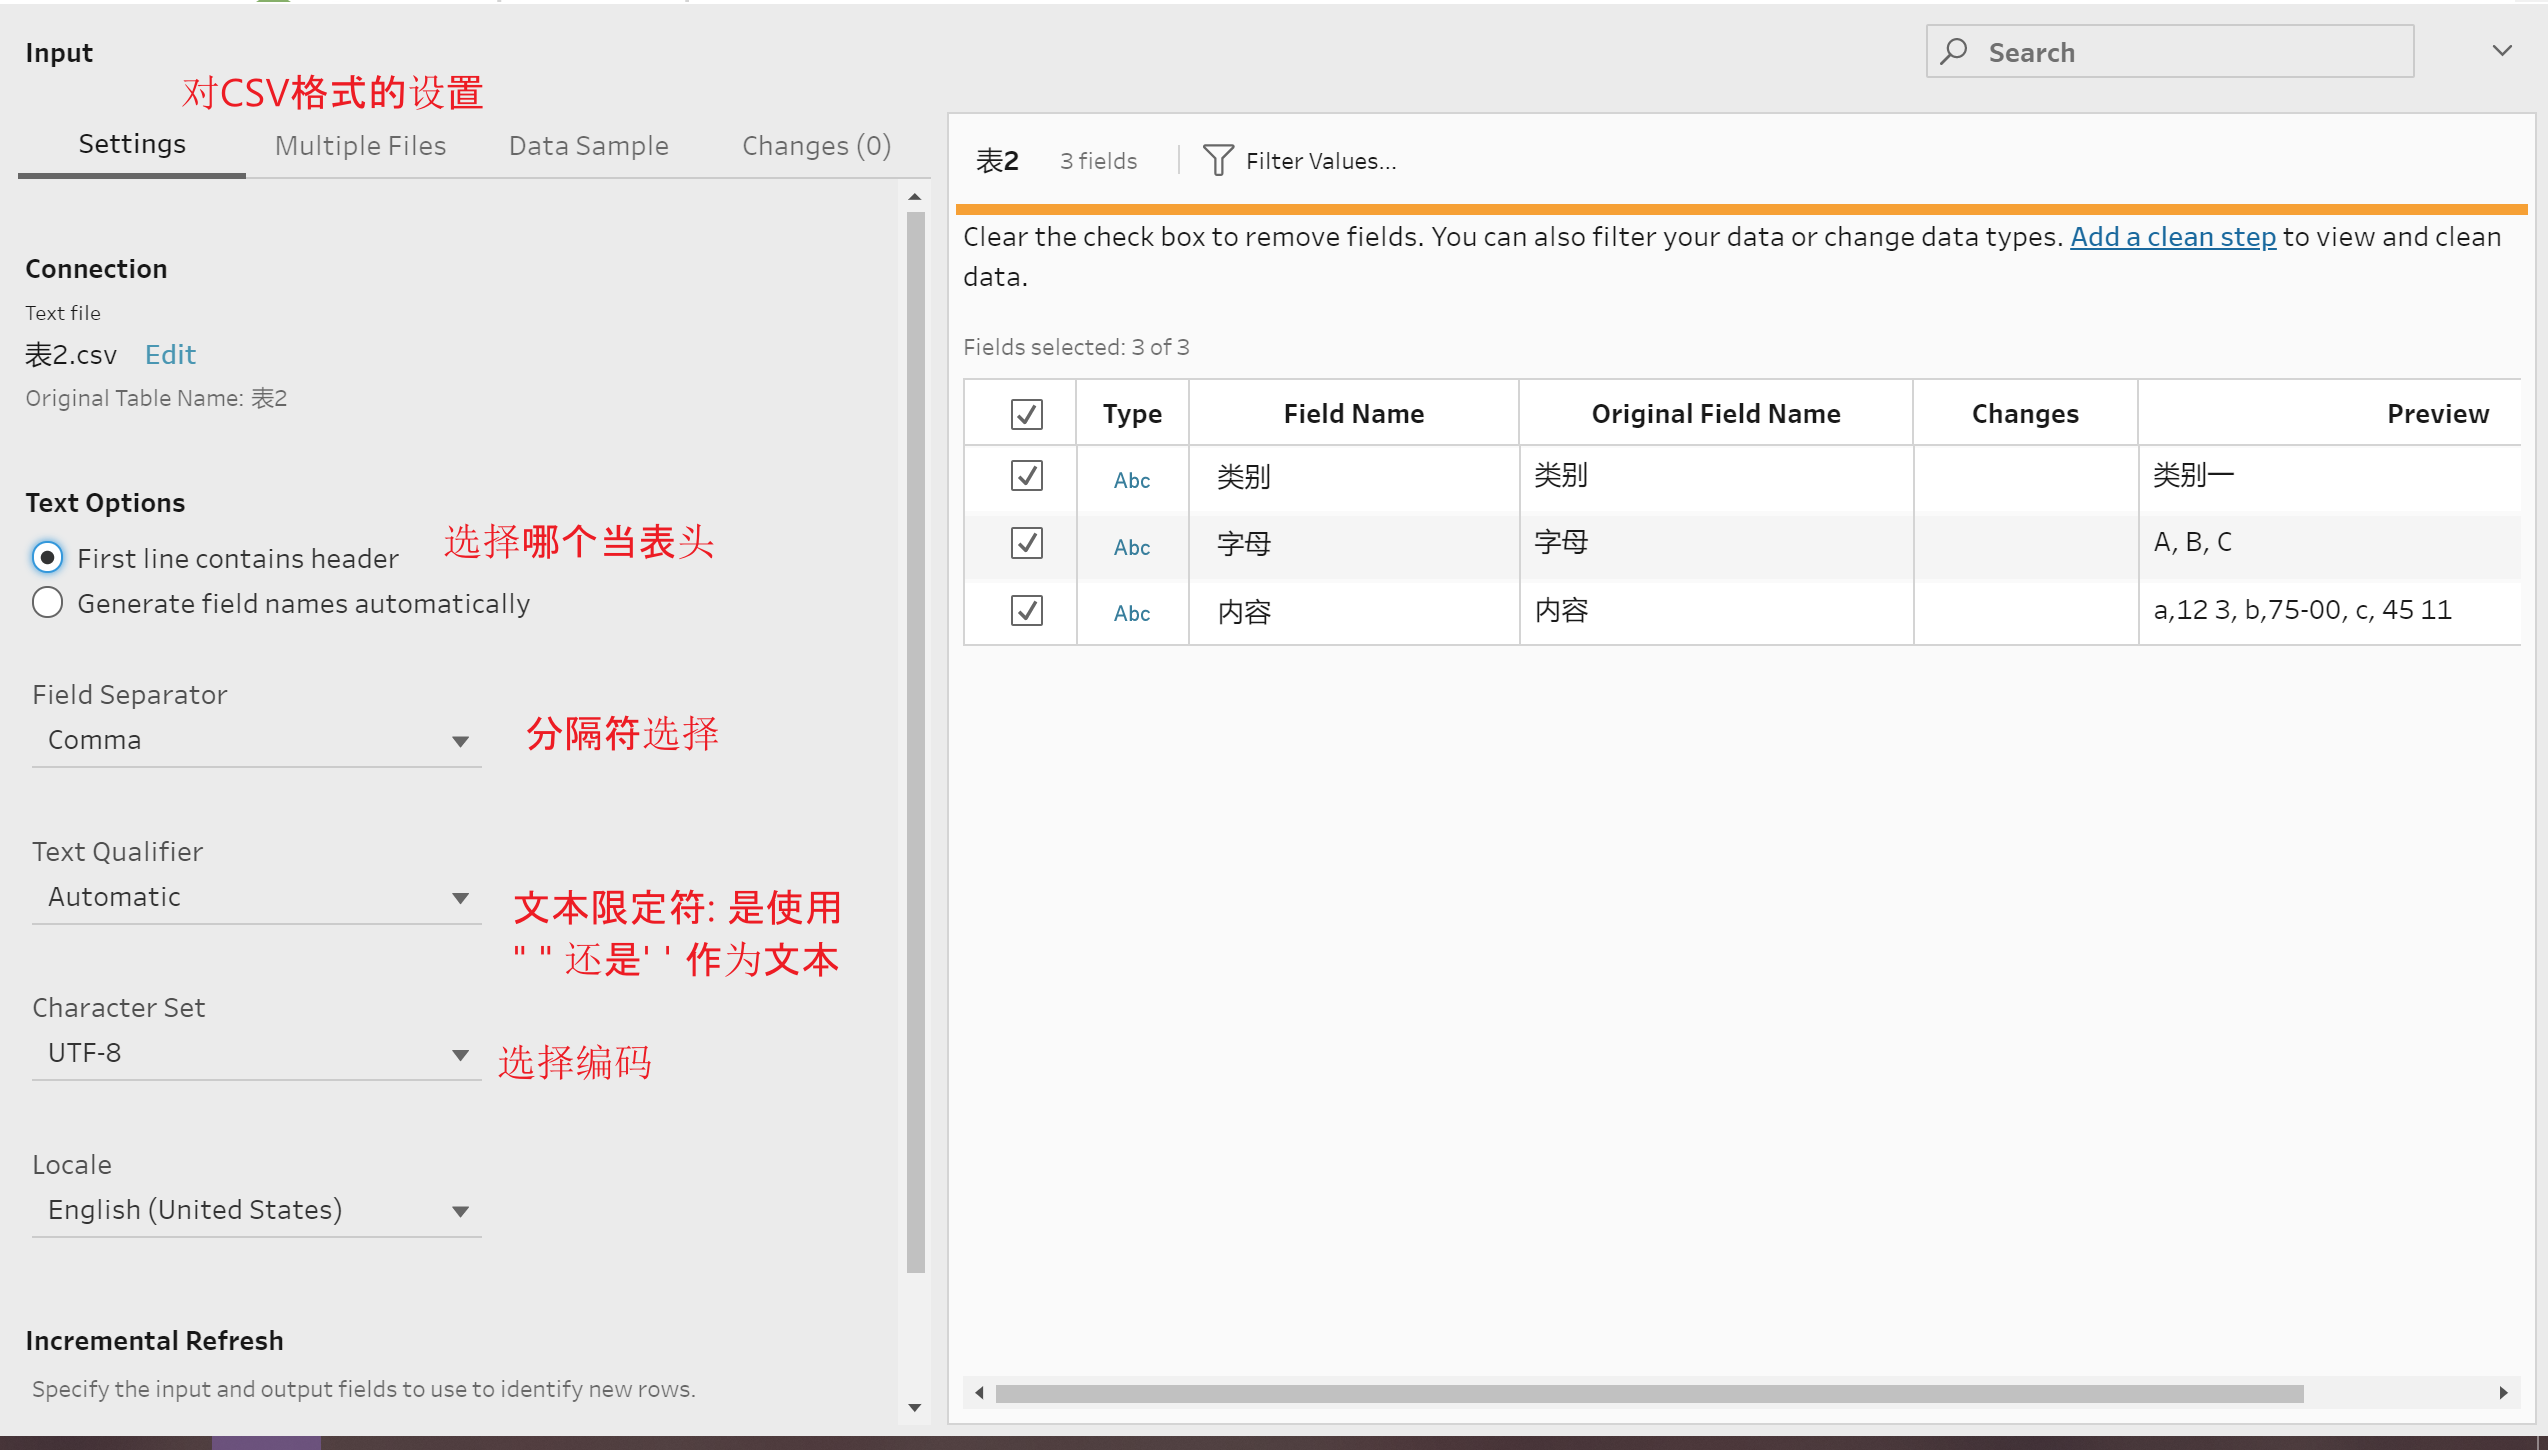 Input
Search
对CSV格式的设置
Settings
Multiple Files
Data Sample
Changes (0)
Connection
Text file
表2.csv Edit
Original Table Name: 表2
Text Options
First line contains header
选择哪个当表头
Generate field names automatically
Field Separator
Comma
分隔符选择
Text Qualifier
Automatic
文本限定符: 是使用
" " 还是' ' 作为文本
Character Set
UTF-8
选择编码
Locale
English (United States)
Incremental Refresh
Specify the input and output fields to use to identify new rows.
表2 3 fields Filter Values...
Clear the check box to remove fields. You can also filter your data or change data types. Add a clean step to view and clean
data.
Fields selected: 3 of 3
Type Field Name Original Field Name Changes Preview
Abc 类别 类别 类别一
Abc 字母 字母 A, B, C
Abc 内容 内容 a,12 3, b,75-00, c, 45 11